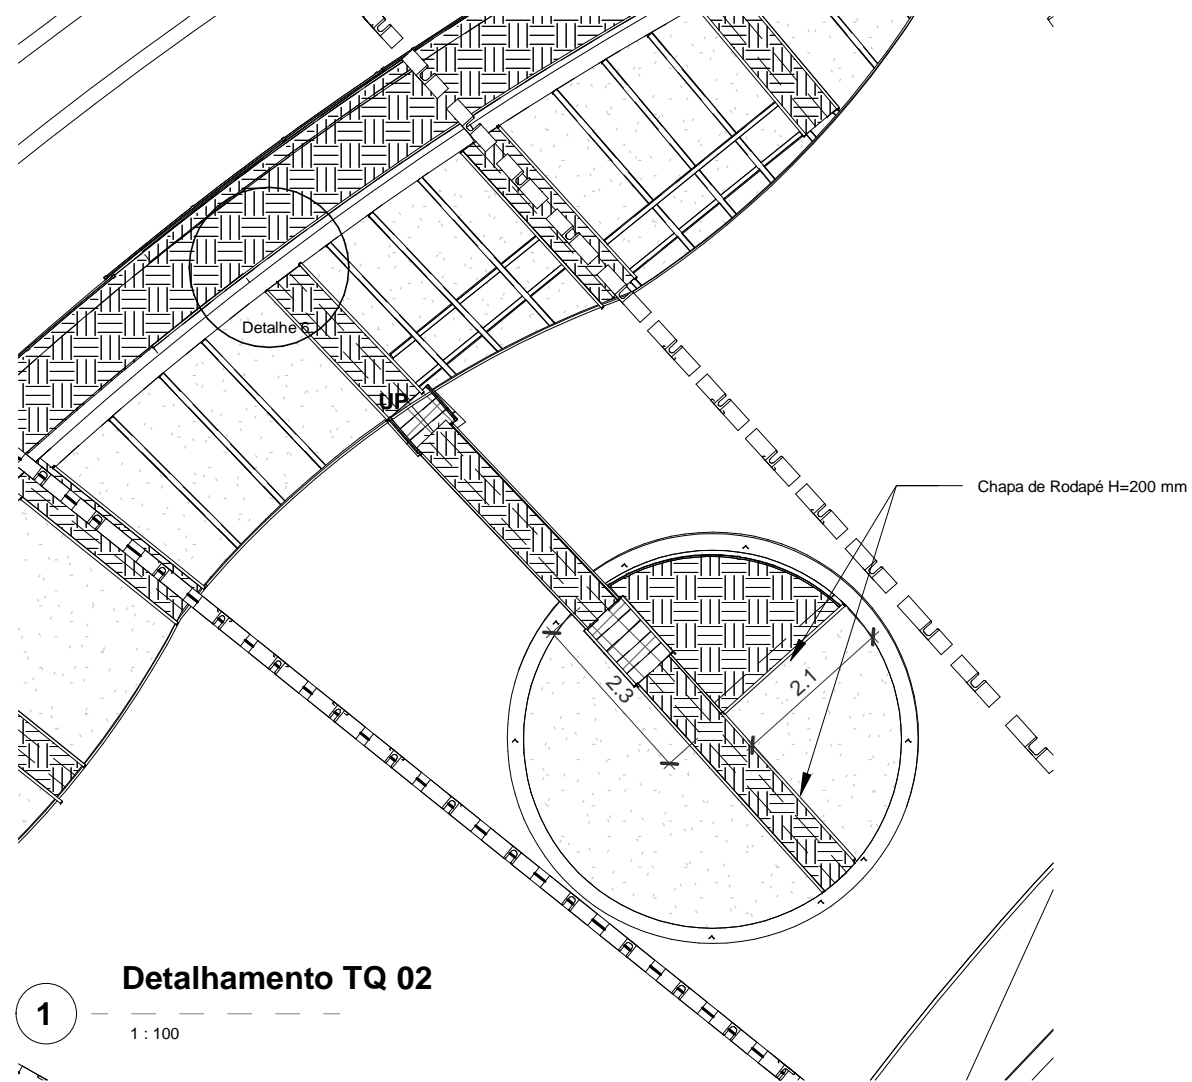 Detalhe 6
UP
Chapa de Rodapé H=200 mm
2.3
2.1
Detalhamento TQ 02
1
1 : 100